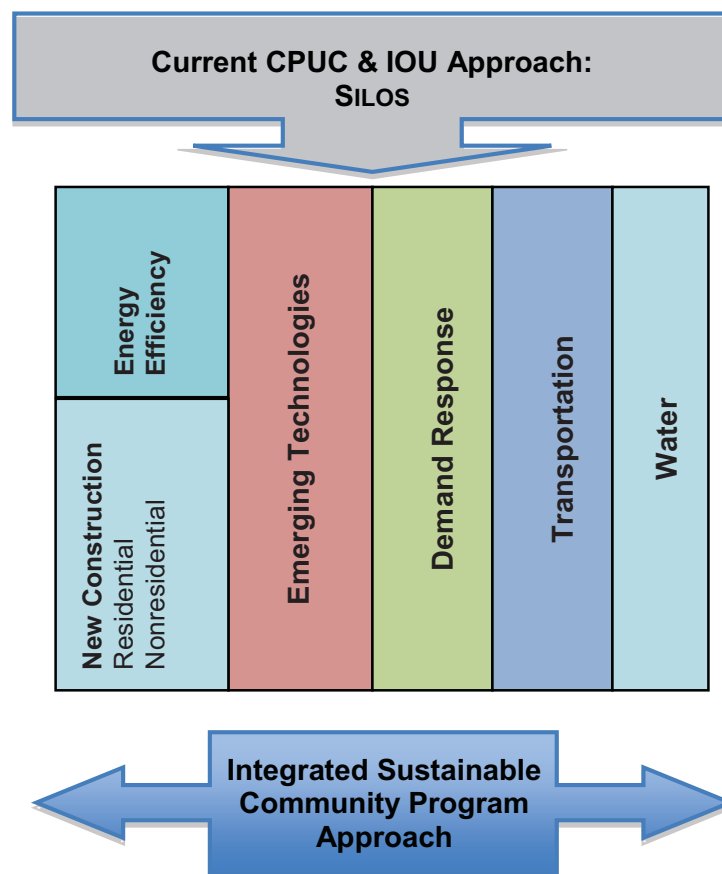 Current CPUC & IOU Approach:
SILOS
Energy
Efficiency
New Construction
Residential
Nonresidential
Emerging Technologies
Demand Response
Transportation
Water
Integrated Sustainable
Community Program
Approach